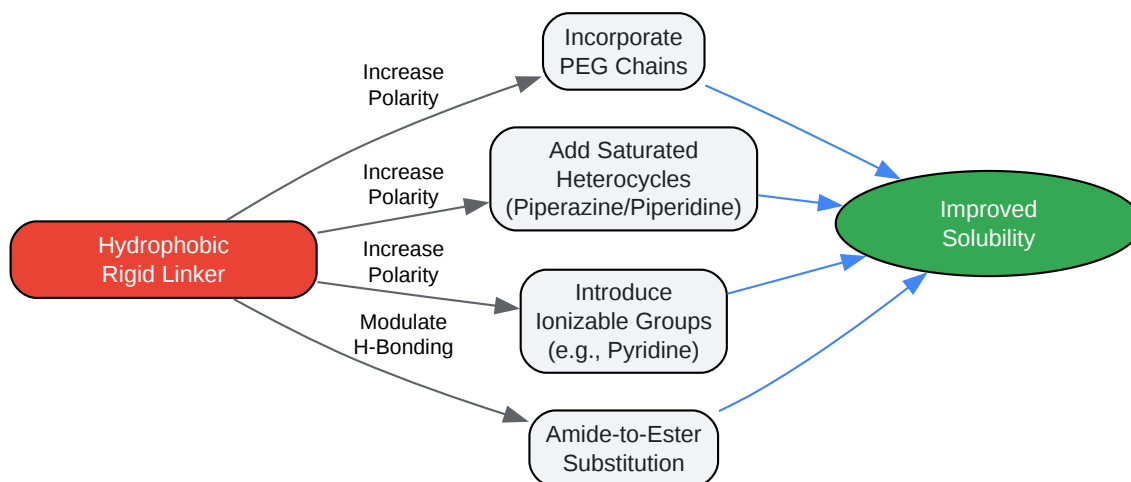 Hydrophobic
Rigid Linker
Increase
Polarity
Incorporate
PEG Chains
Increase
Polarity
Add Saturated
Heterocycles
(Piperazine/Piperidine)
Increase
Polarity
Introduce
Ionizable Groups
(e.g., Pyridine)
Modulate
H-Bonding
Amide-to-Ester
Substitution
Improved
Solubility